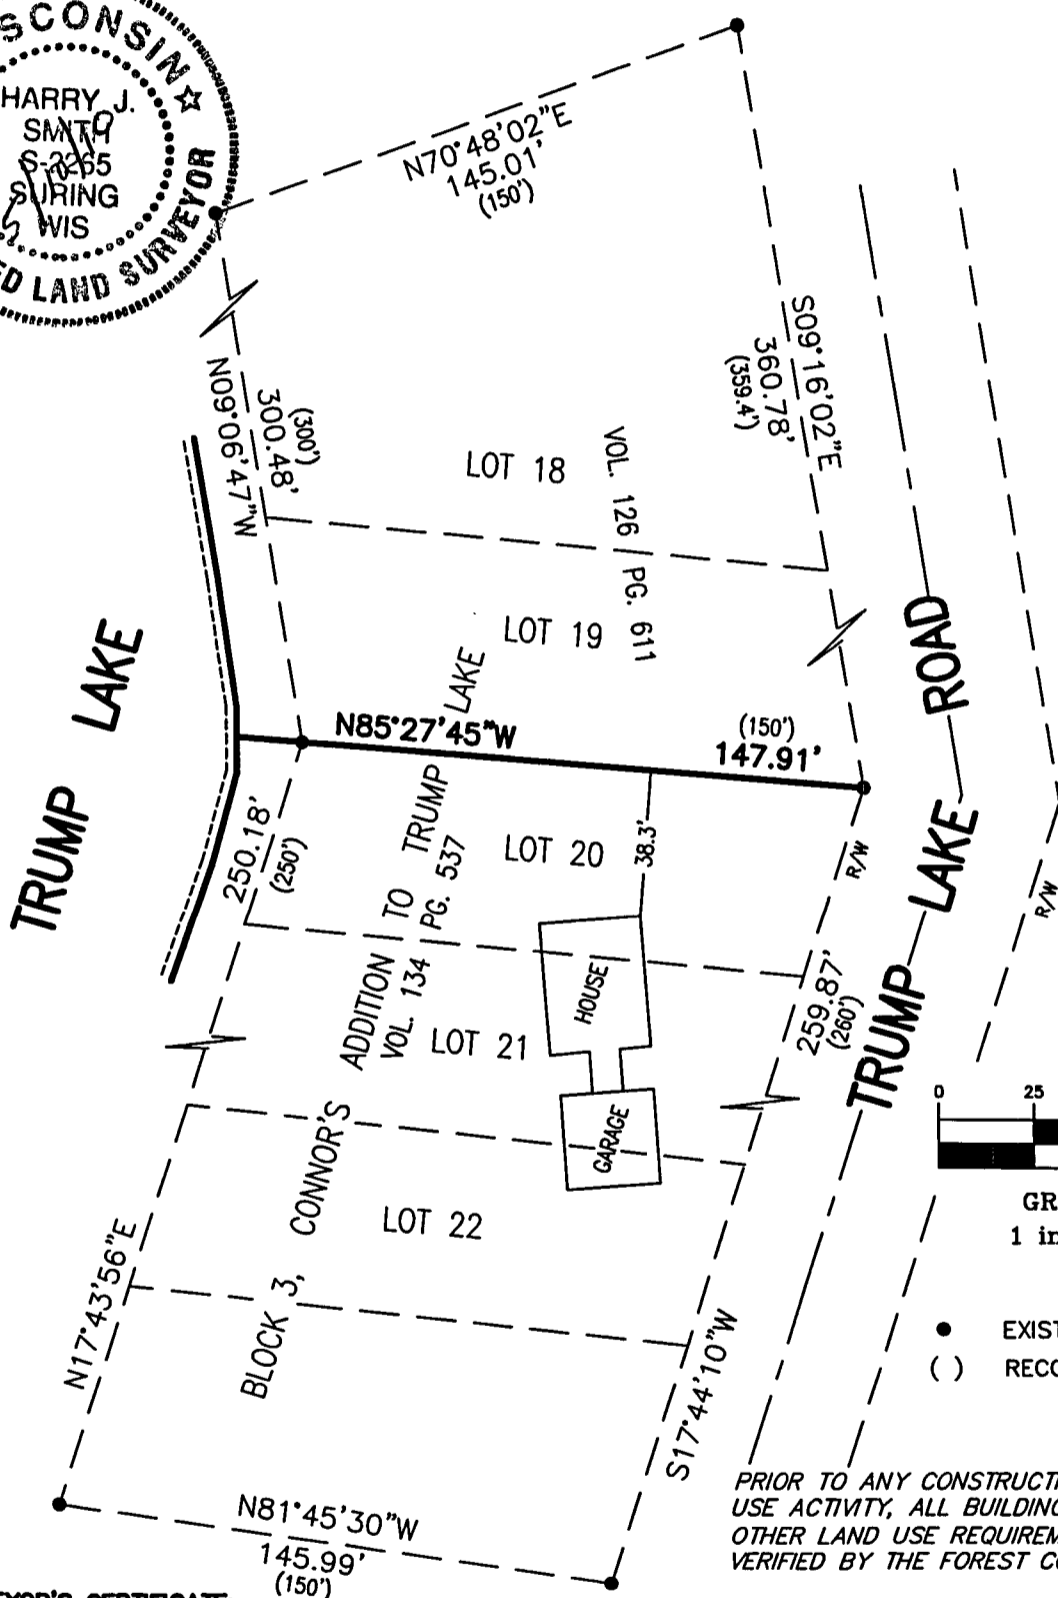 SCONSIN ☆
HARRY J.
SMITH
S-2265
SURING
WIS
ED LAND SURVEYOR
N70°48'02"E
145.01'
(150')
S09°16'02"E
360.78'
(359.4')
N09°06'47"W
300.48'
(300')
LOT 18
VOL. 126 PG. 611
LOT 19
TRUMP LAKE
N85°27'45"W
(150')
147.91'
TRUMP LAKE ROAD
250.18'
(250')
LOT 20
38.3'
R/W
R/W
HOUSE
259.87'
(260')
BLOCK 3, CONNOR'S ADDITION TO TRUMP LAKE
VOL. 134 PG. 537
LOT 21
GARAGE
LOT 22
N17°43'56"E
S17°44'10"W
0 25
GR
1 in
EXIST
( ) RECO
N81°45'30"W
145.99'
(150')
PRIOR TO ANY CONSTRUCTI
USE ACTIVITY, ALL BUILDING
OTHER LAND USE REQUIREM
VERIFIED BY THE FOREST CO
EYOR'S CERTIFICATE